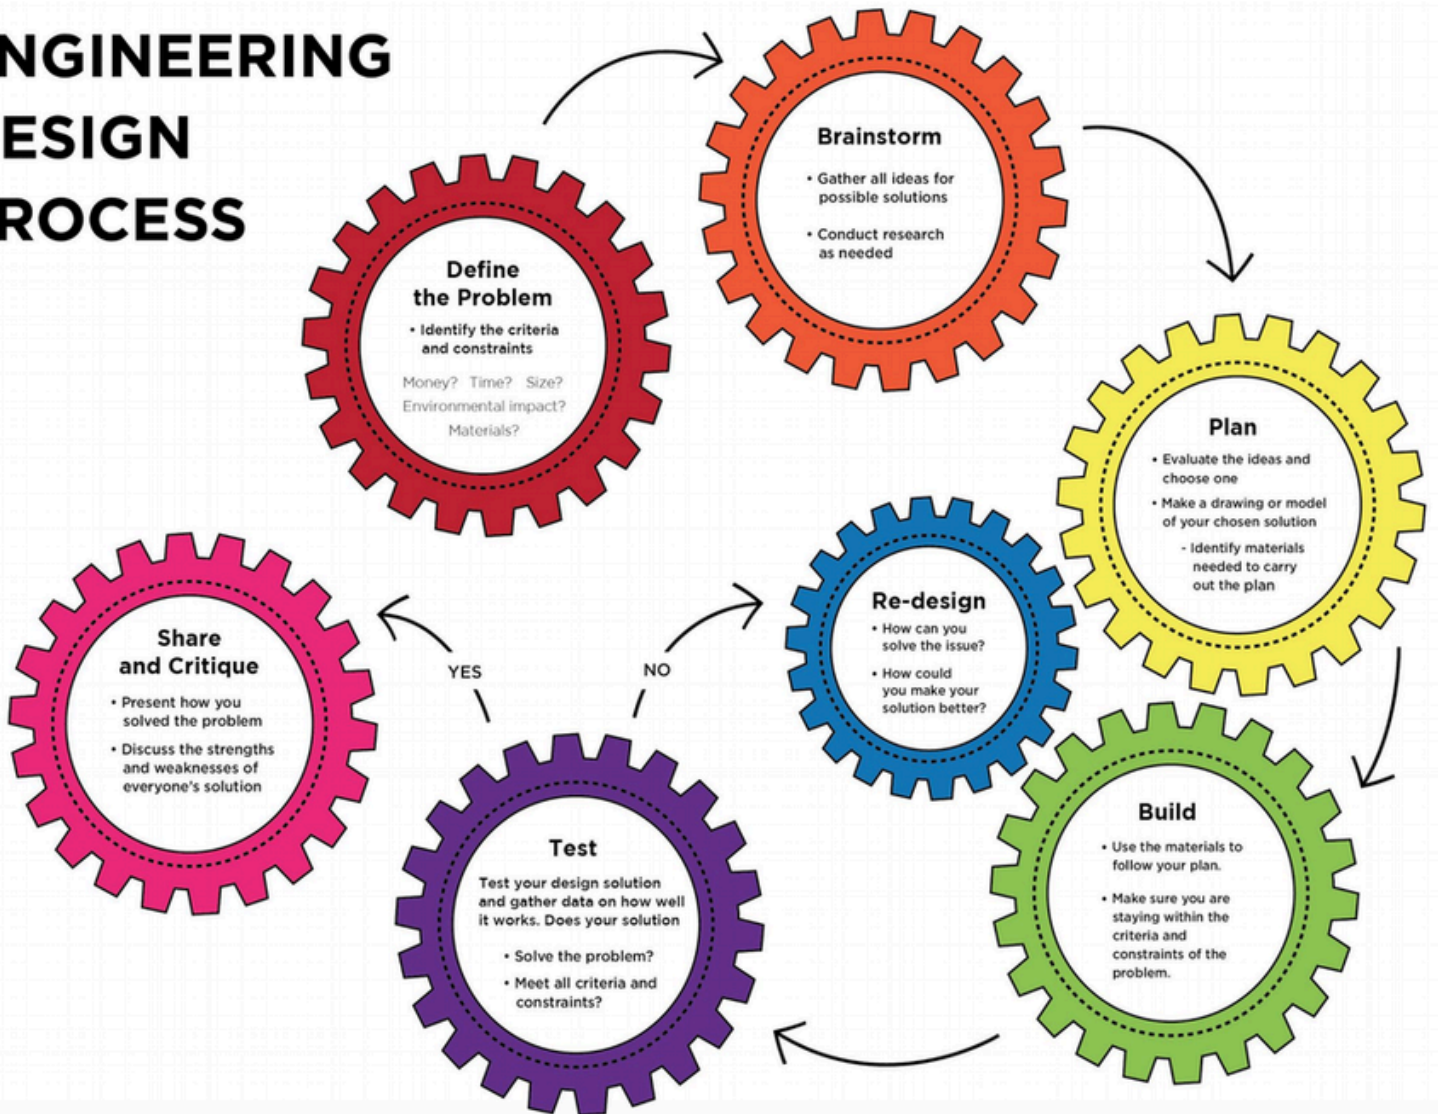 NGINEERING
ESIGN
ROCESS
Define
the Problem
• Identify the criteria
and constraints
Money? Time? Size?
Environmental impact?
Materials?
Brainstorm
• Gather all ideas for
possible solutions
• Conduct research
as needed
Plan
• Evaluate the ideas and
choose one
• Make a drawing or model
of your chosen solution
- Identify materials
needed to carry
out the plan
Build
• Use the materials to
follow your plan.
• Make sure you are
staying within the
criteria and
constraints of the
problem.
Test
Test your design solution
and gather data on how well
it works. Does your solution
• Solve the problem?
• Meet all criteria and
constraints?
NO
Re-design
• How can you
solve the issue?
• How could
you make your
solution better?
YES
Share
and Critique
• Present how you
solved the problem
• Discuss the strengths
and weaknesses of
everyone's solution